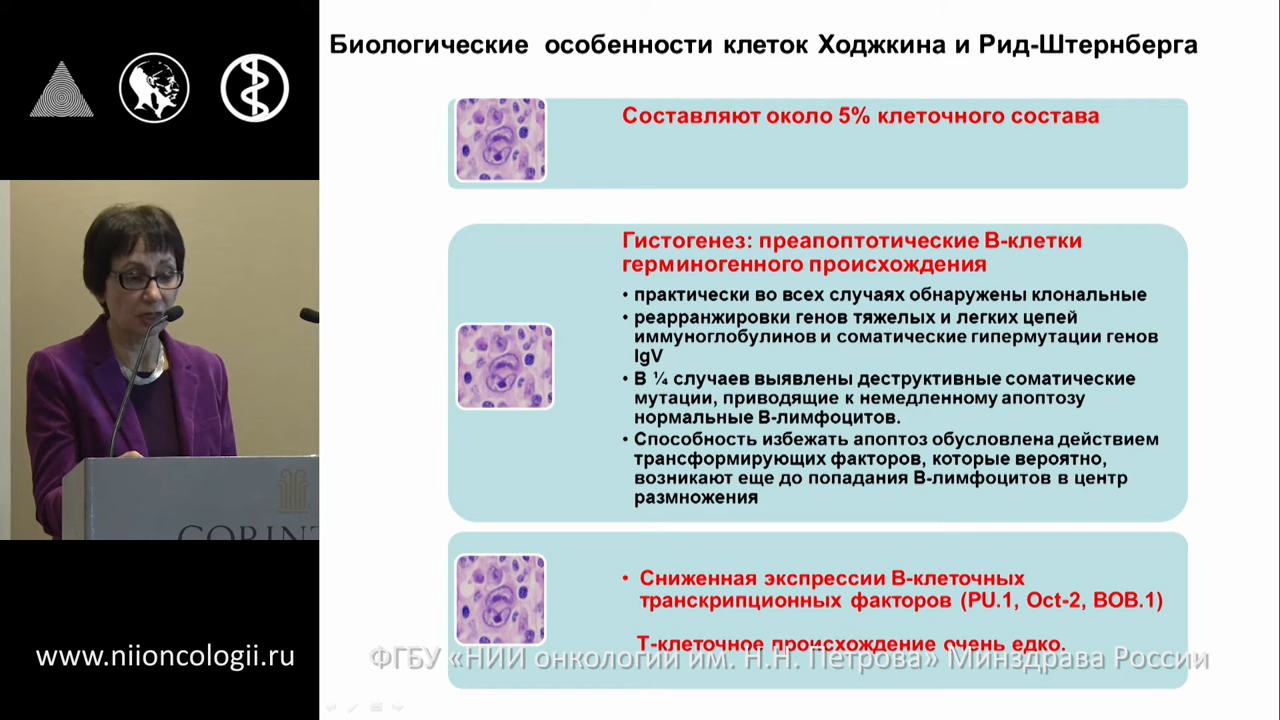 Биологические особенности клеток Ходжкина и Рид-Штернберга
Составляют около 5% клеточного состава
Гистогенез: преапоптотические В-клетки
герминогенного происхождения
• практически во всех случаях обнаружены клональные
• реарранжировки генов тяжелых и легких цепей
иммуноглобулинов и соматические гипермутации генов
IgV
• В ¼ случаев выявлены деструктивные соматические
мутации, приводящие к немедленному апоптозу
нормальные В-лимфоцитов.
• Способность избежать апоптоз обусловлена действием
трансформирующих факторов, которые вероятно,
возникают еще до попадания В-лимфоцитов в центр
размножения
• Сниженная экспрессии В-клеточных
транскрипционных факторов (PU.1, Oct-2, BOB.1)
Т-клеточное происхождение очень едко.
ФГБУ «НИИ онкологии им. Н.Н. Петрова» Минздрава России
www.niioncologii.ru
CORINT